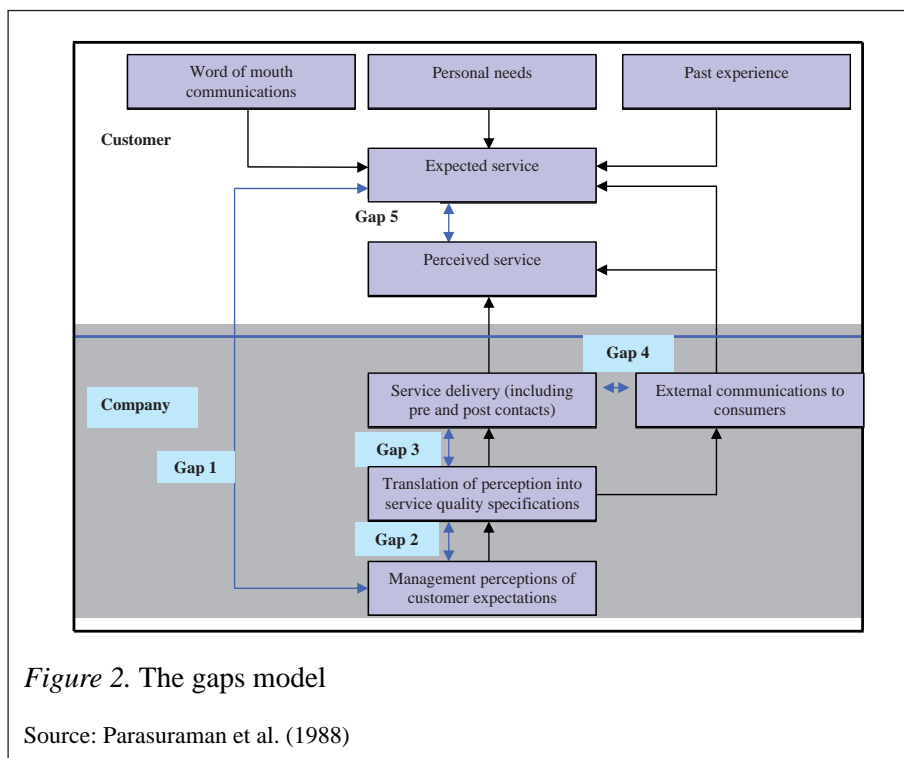 Word of mouth
communications
Personal needs
Past experience
Customer
Expected service
Gap 5
Perceived service
Gap 4
Service delivery (including
pre and post contacts)
External communications to
consumers
Company
Gap 3
Gap 1
Translation of perception into
service quality specifications
Gap 2
Management perceptions of
customer expectations
Figure 2. The gaps model
Source: Parasuraman et al. (1988)